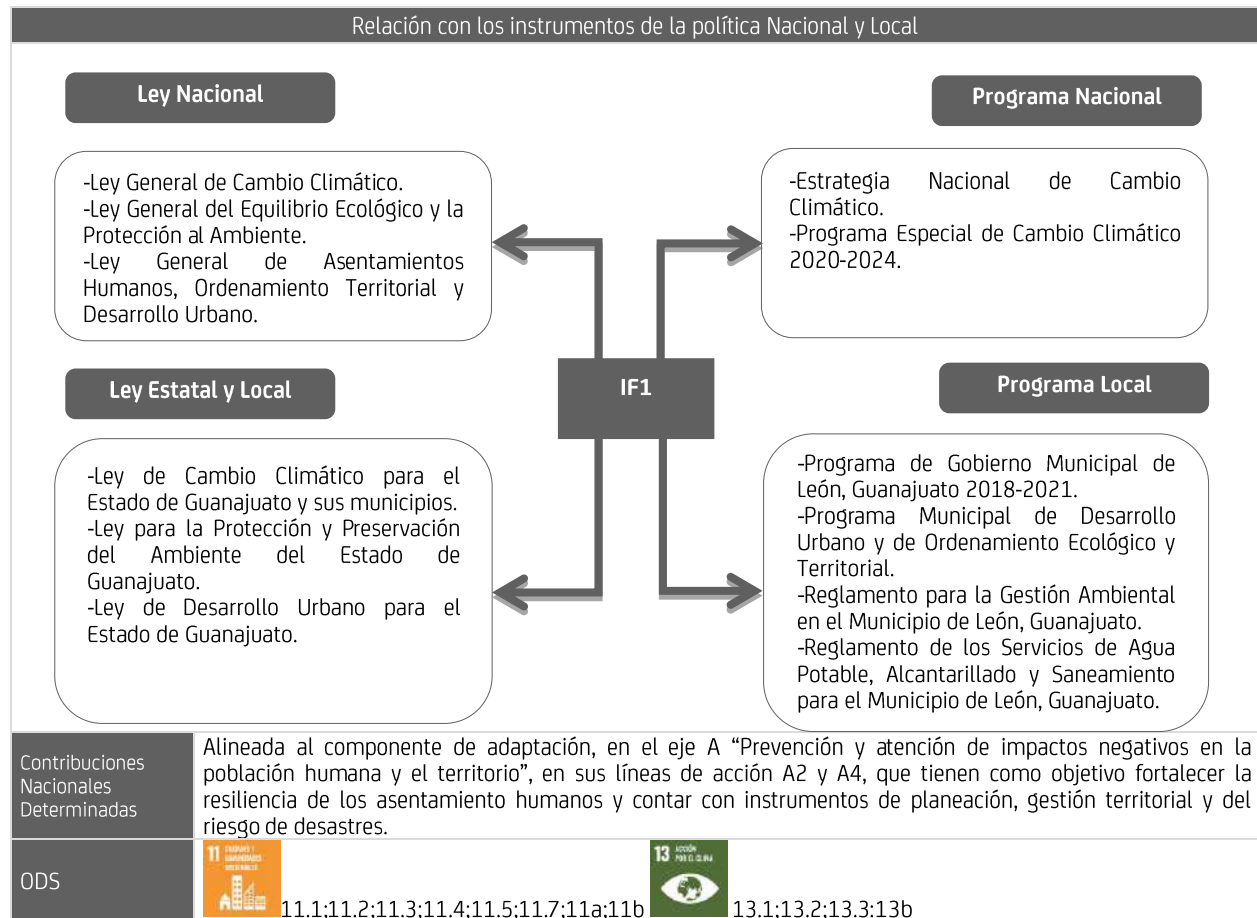 Relación con los instrumentos de la política Nacional y Local
Ley Nacional
-Ley General de Cambio Climático.
-Ley General del Equilibrio Ecológico y la
Protección al Ambiente.
-Ley General de Asentamientos
Humanos, Ordenamiento Territorial y
Desarrollo Urbano.
Programa Nacional
-Estrategia Nacional de Cambio
Climático.
-Programa Especial de Cambio Climático
2020-2024.
IF1
Ley Estatal y Local
-Ley de Cambio Climático para el
Estado de Guanajuato y sus municipios.
-Ley para la Protección y Preservación
del Ambiente del Estado de
Guanajuato.
-Ley de Desarrollo Urbano para el
Estado de Guanajuato.
Programa Local
-Programa de Gobierno Municipal de
León, Guanajuato 2018-2021.
-Programa Municipal de Desarrollo
Urbano y de Ordenamiento Ecológico y
Territorial.
-Reglamento para la Gestión Ambiental
en el Municipio de León, Guanajuato.
-Reglamento de los Servicios de Agua
Potable, Alcantarillado y Saneamiento
para el Municipio de León, Guanajuato.
Contribuciones
Nacionales
Determinadas
Alineada al componente de adaptación, en el eje A “Prevención y atención de impactos negativos en la
población humana y el territorio”, en sus líneas de acción A2 y A4, que tienen como objetivo fortalecer la
resiliencia de los asentamiento humanos y contar con instrumentos de planeación, gestión territorial y del
riesgo de desastres.
ODS
11 CIUDADES Y
COMUNIDADES
SOSTENIBLES
11.1;11.2;11.3;11.4;11.5;11.7;11a;11b
13 ACCIÓN
POR EL CLIMA
13.1;13.2;13.3;13b